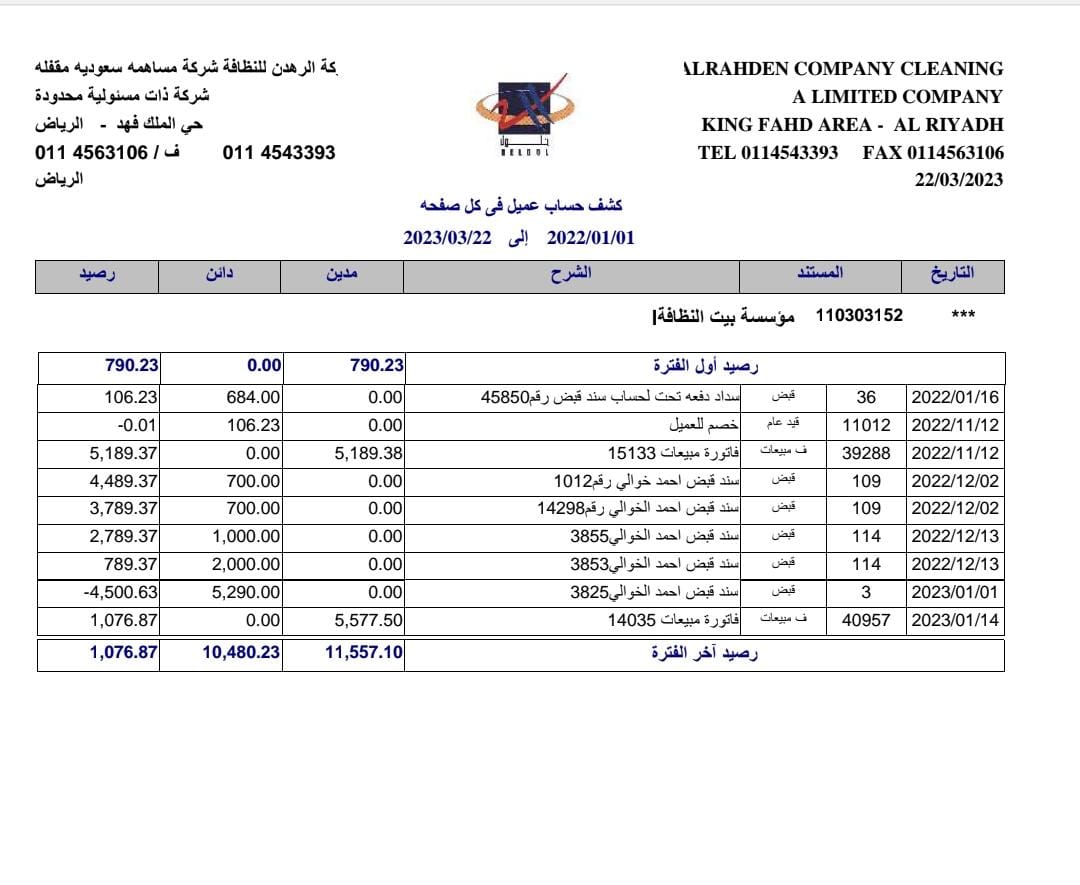 كة الرهدن للنظافة شركة مساهمه سعوديه مقفله
شركة ذات مسئولية محدودة
حي الملك فهد - الرياض
011 4563106 / ف 011 4543393
الرياض
ALRAHDEN COMPANY CLEANING
A LIMITED COMPANY
KING FAHD AREA - AL RIYADH
TEL 0114543393 FAX 0114563106
22/03/2023
حلول
كشف حساب عميل فى كل صفحه
2022/01/01 إلى 2023/03/22
التاريخ المستند الشرح مدين دائن رصيد
*** 110303152 مؤسسة بيت النظافةا
رصيد أول الفترة 790.23 0.00 790.23
2022/01/16 36 قبض سداد دفعه تحت لحساب سند قبض رقم45850 0.00 684.00 106.23
2022/11/12 11012 قيد عام خصم للعميل 0.00 106.23 -0.01
2022/11/12 39288 ف مبيعات فاتورة مبيعات 15133 5,189.38 0.00 5,189.37
2022/12/02 109 قبض سند قبض احمد خوالي رقم1012 0.00 700.00 4,489.37
2022/12/02 109 قبض سند قبض احمد الخوالي رقم14298 0.00 700.00 3,789.37
2022/12/13 114 قبض سند قبض احمد الخوالي3855 0.00 1,000.00 2,789.37
2022/12/13 114 قبض سند قبض احمد الخوالي3853 0.00 2,000.00 789.37
2023/01/01 3 قبض سند قبض احمد الخوالي3825 0.00 5,290.00 -4,500.63
2023/01/14 40957 ف مبيعات فاتورة مبيعات 14035 5,577.50 0.00 1,076.87
رصيد آخر الفترة 11,557.10 10,480.23 1,076.87